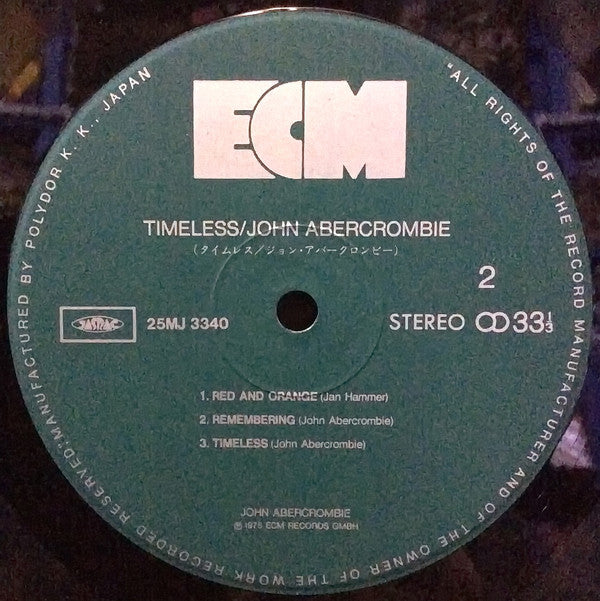 ECM
TIMELESS/JOHN ABERCROMBIE
(タイムレス/ジョン・アバークロンビー)
2
JASRAC
25MJ 3340
STEREO ↀ 33⅓
1. RED AND ORANGE (Jan Hammer)
2. REMEMBERING (John Abercrombie)
3. TIMELESS (John Abercrombie)
JOHN ABERCROMBIE
℗ 1975 ECM RECORDS GMBH
"ALL RIGHTS OF THE RECORD MANUFACTURER AND OF THE OWNER OF THE WORK RECORDED RESERVED" MANUFACTURED BY POLYDOR K. K., JAPAN